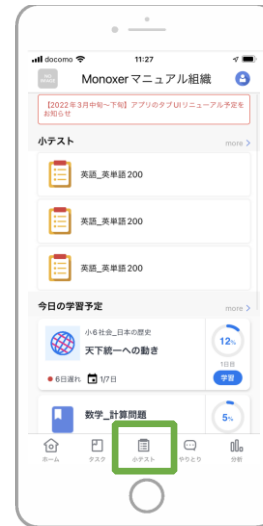 docomo
11:27
NO IMAGE
Monoxerマニュアル組織
【2022年3月中旬〜下旬】アプリのタブUIリニューアル予定を
お知らせ
小テスト
more >
英語_英単語200
英語_英単語200
英語_英単語200
今日の学習予定
more >
小6社会_日本の歴史
天下統一への動き
12%
1日目
6日遅れ
1/7日
学習
数学_計算問題
5%
ホーム
タスク
小テスト
やりとり
分析